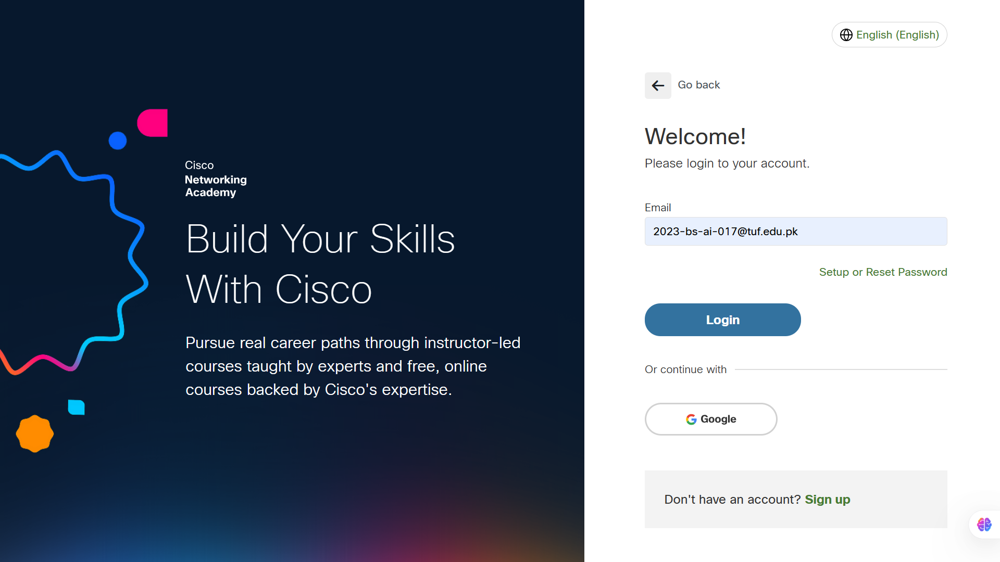 Cisco
Networking
Academy
Build Your Skills
With Cisco
Pursue real career paths through instructor-led
courses taught by experts and free, online
courses backed by Cisco's expertise.
English (English)
Go back
Welcome!
Please login to your account.
Email
2023-bs-ai-017@tuf.edu.pk
Setup or Reset Password
Login
Or continue with
Google
Don't have an account? Sign up